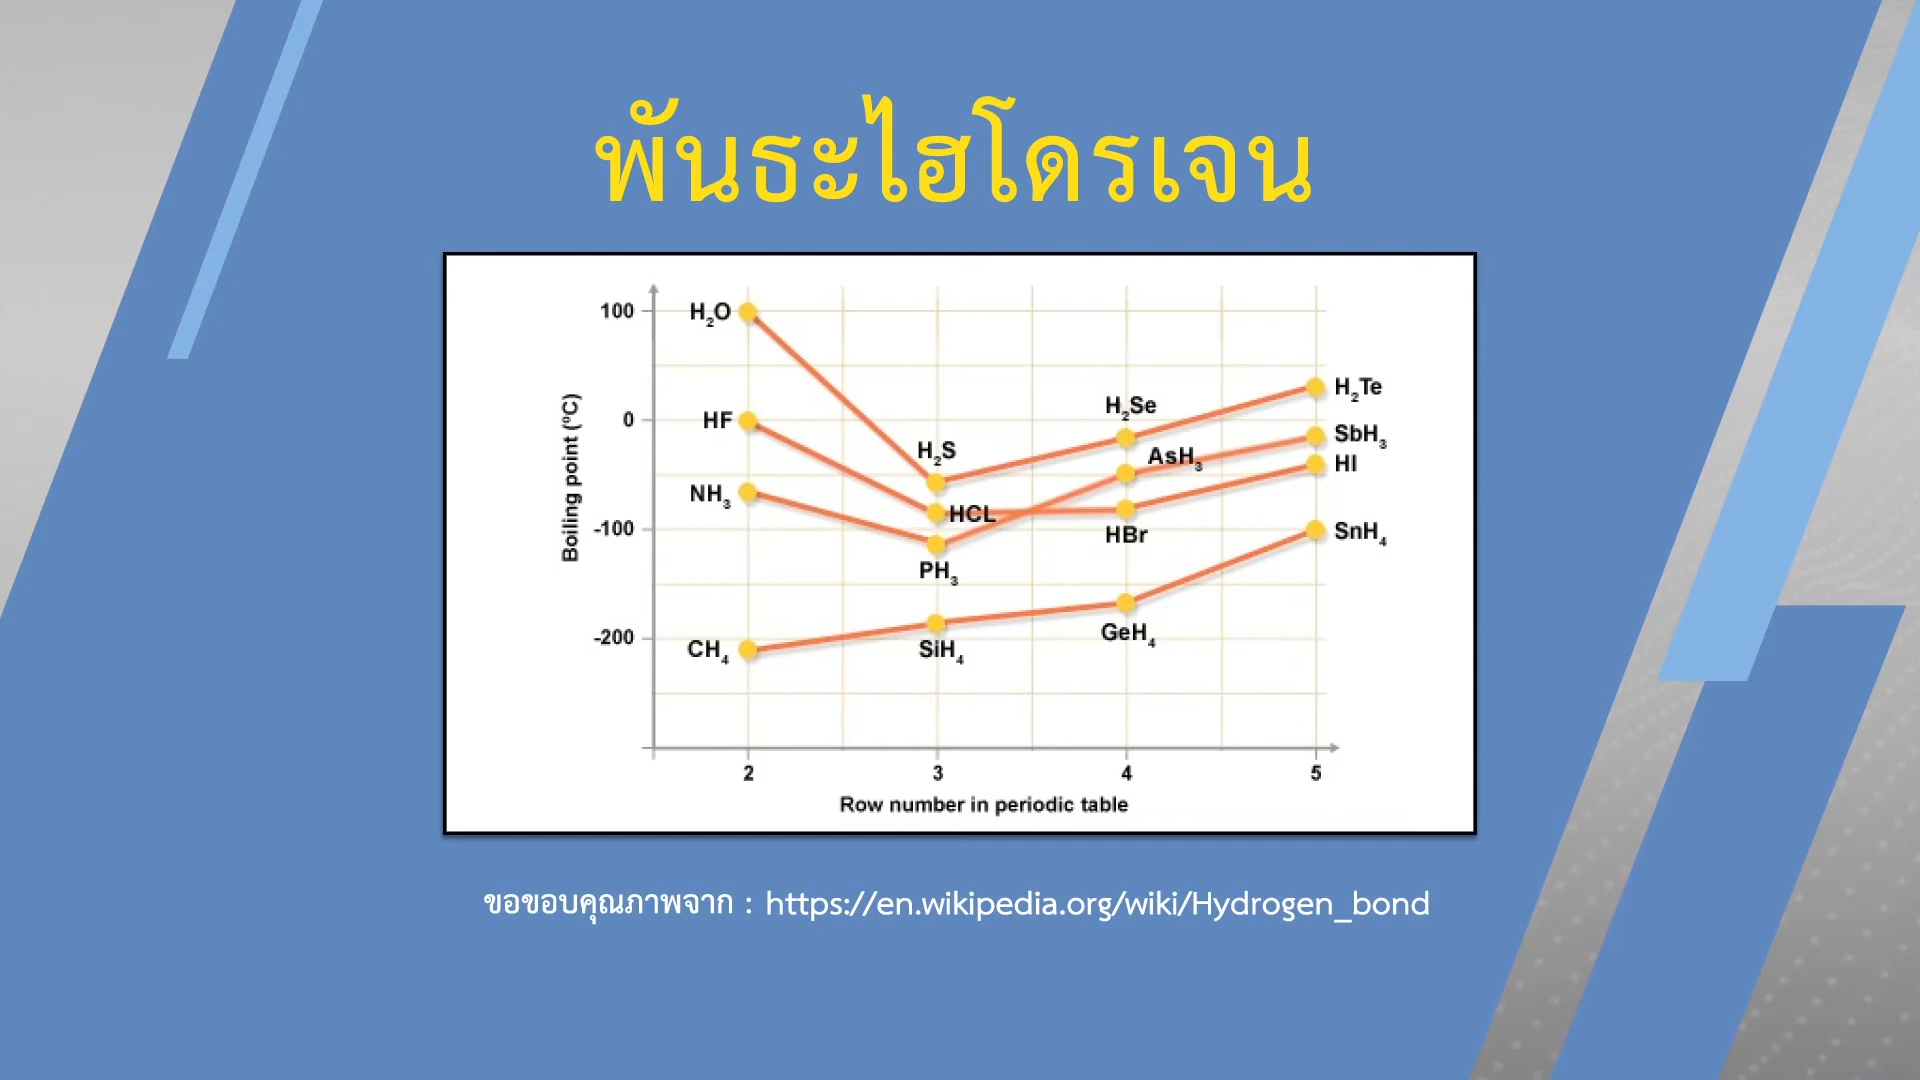 พันธะไฮโดรเจน
Boiling point (ºC)
100
0
-100
-200
H₂O
HF
NH₃
CH₄
H₂S
HCL
PH₃
SiH₄
H₂Se
AsH₃
HBr
GeH₄
H₂Te
SbH₃
HI
SnH₄
2 3 4 5
Row number in periodic table
ขอขอบคุณภาพจาก : https://en.wikipedia.org/wiki/Hydrogen_bond